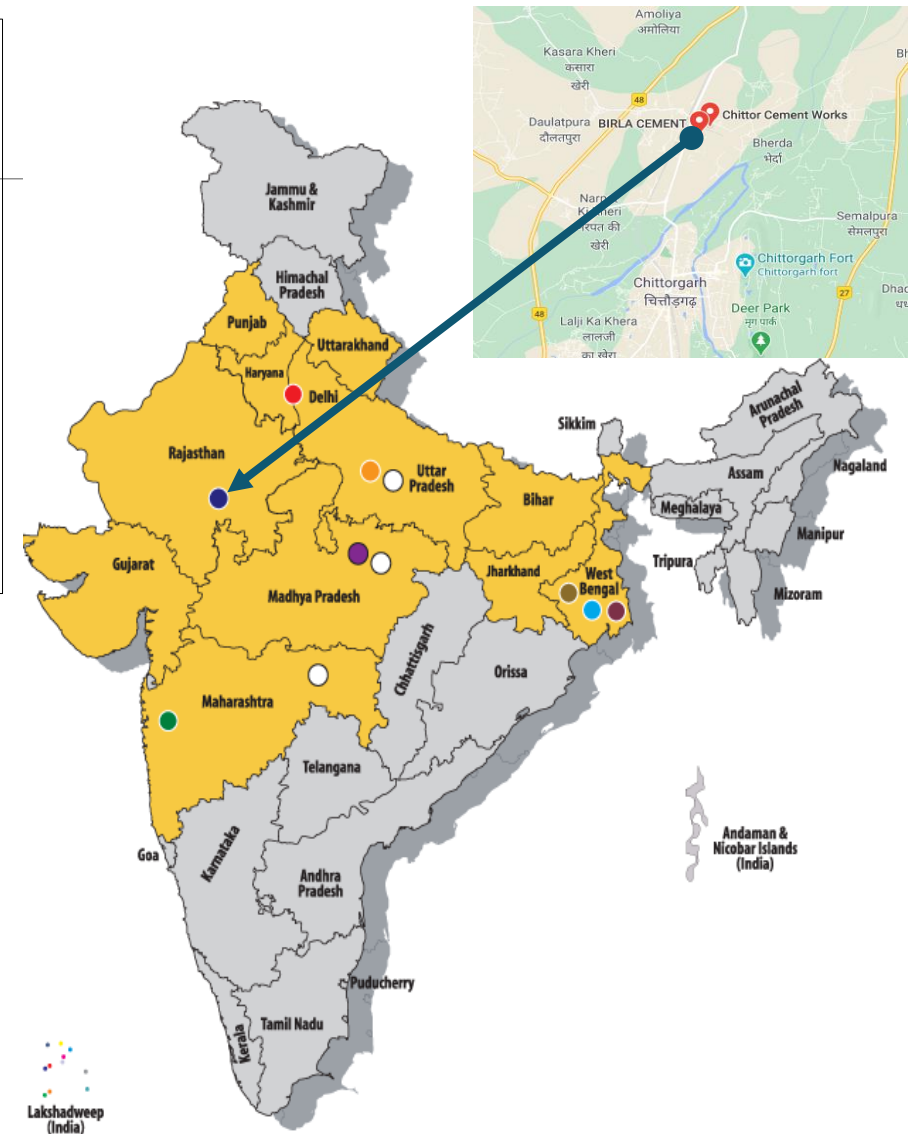 Amoliya
अमोलिया
Kasara Kheri
कसारा
खेरी
48
Daulatpura
दौलतपुरा
BIRLA CEMENT
Chittor Cement Works
Bherda
भेर्दा
खेरी
Semalpura
सेमलपुरा
Chittorgarh Fort
Chittorgarh fort
Chittorgarh
चित्तौड़गढ़
27
48
Deer Park
मृग पार्क
Lalji Ka Khera
लालजी
का खेरा
Jammu &
Kashmir
Himachal
Pradesh
Punjab
Uttarakhand
Haryana
Delhi
Rajasthan
Uttar
Pradesh
Bihar
Sikkim
Arunachal
Pradesh
Assam
Nagaland
Meghalaya
Manipur
Tripura
Mizoram
Gujarat
Madhya Pradesh
Jharkhand
West
Bengal
Chhattisgarh
Orissa
Maharashtra
Telangana
Goa
Karnataka
Andhra
Pradesh
Andaman &
Nicobar Islands
(India)
Puducherry
Tamil Nadu
Kerala
Lakshadweep
(India)